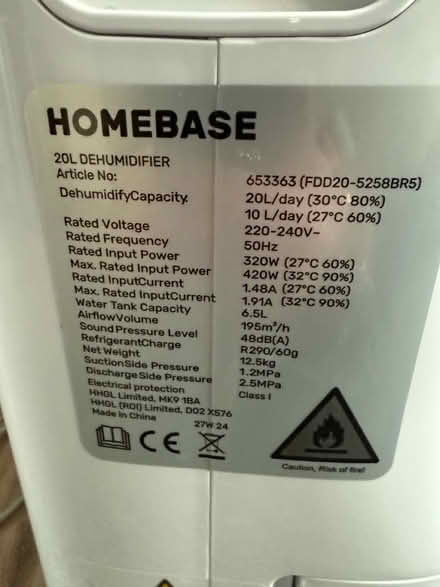 HOMEBASE
20L DEHUMIDIFIER
Article No: 653363 (FDD20-5258BR5)
DehumidifyCapacity: 20L/day (30°C 80%)
10 L/day (27°C 60%)
Rated Voltage 220-240V~
Rated Frequency 50Hz
Rated Input Power 320W (27°C 60%)
Max. Rated Input Power 420W (32°C 90%)
Rated InputCurrent 1.48A (27°C 60%)
Max. Rated InputCurrent 1.91A (32°C 90%)
Water Tank Capacity 6.5L
AirflowVolume 195m³/h
Sound Pressure Level 48dB(A)
RefrigerantCharge R290/60g
Net Weight 12.5kg
SuctionSide Pressure 1.2MPa
Discharge Side Pressure 2.5MPa
Electrical protection Class I
HHGL Limited, MK9 1BA
HHGL (ROI) Limited, D02 X576
Made in China 27W 24
CE
Caution, Risk of fire!